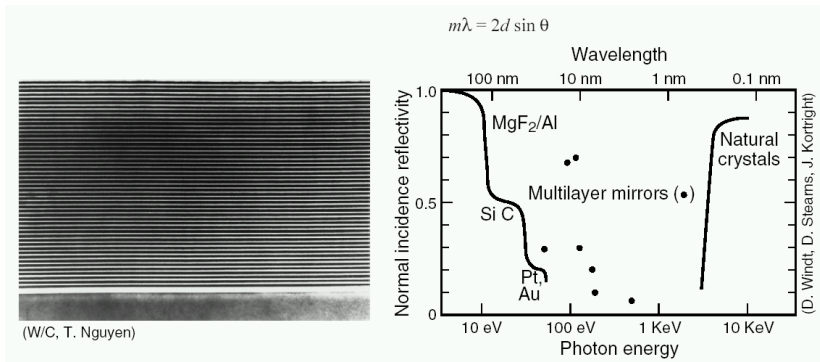 mλ = 2d sin θ
Wavelength
100 nm 10 nm 1 nm 0.1 nm
Normal incidence reflectivity
1.0
0.5
0
MgF₂/Al
Si C
Pt,
Au
Multilayer mirrors (•)
Natural
crystals
10 eV 100 eV 1 KeV 10 KeV
Photon energy
(D. Windt, D. Stearns, J. Kortright)
(W/C, T. Nguyen)